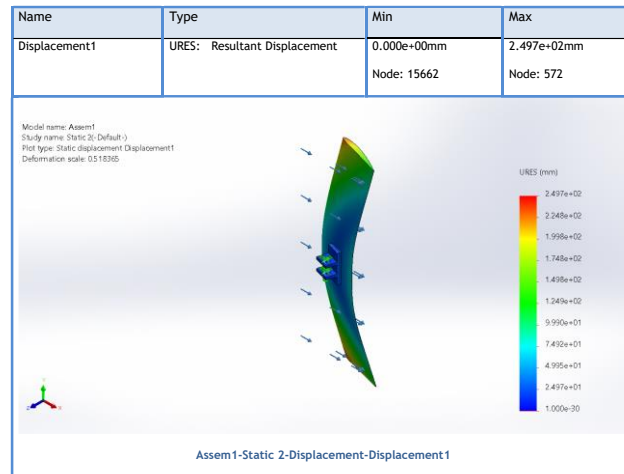 Name Type Min Max
Displacement1 URES: Resultant Displacement 0.000e+00mm 2.497e+02mm
Node: 15662 Node: 572
Model name: Assem1
Study name: Static 2(-Default-)
Plot type: Static displacement Displacement1
Deformation scale: 0.518365
URES (mm)
2.497e+02
2.248e+02
1.998e+02
1.748e+02
1.498e+02
1.249e+02
9.990e+01
7.492e+01
4.995e+01
2.497e+01
1.000e-30
Y
Z X
Assem1-Static 2-Displacement-Displacement1